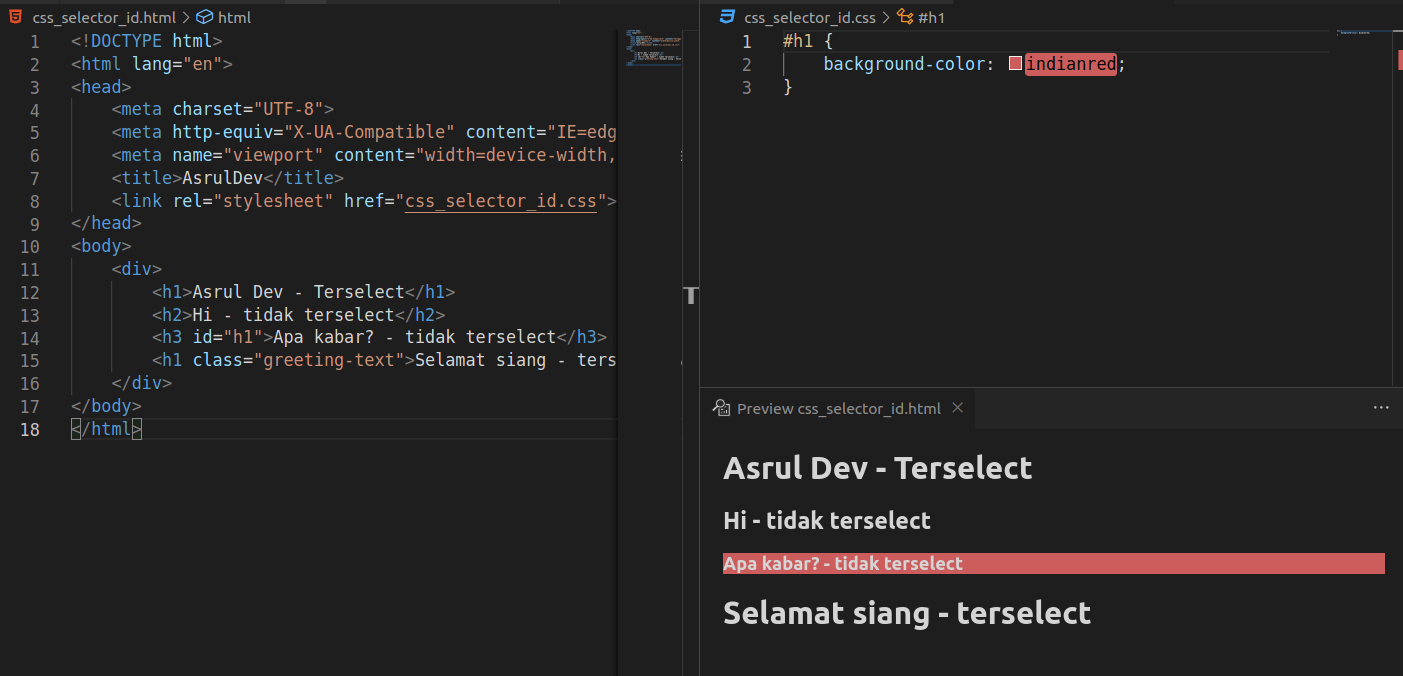 css_selector_id.html > html
1 <!DOCTYPE html>
2 <html lang="en">
3 <head>
4 <meta charset="UTF-8">
5 <meta http-equiv="X-UA-Compatible" content="IE=edg
6 <meta name="viewport" content="width=device-width,
7 <title>AsrulDev</title>
8 <link rel="stylesheet" href="css_selector_id.css">
9 </head>
10 <body>
11 <div>
12 <h1>Asrul Dev - Terselect</h1>
13 <h2>Hi - tidak terselect</h2>
14 <h3 id="h1">Apa kabar? - tidak terselect</h3>
15 <h1 class="greeting-text">Selamat siang - ters
16 </div>
17 </body>
18 </html>
css_selector_id.css > #h1
1 #h1 {
2 background-color: indianred;
3 }
Preview css_selector_id.html
Asrul Dev - Terselect
Hi - tidak terselect
Apa kabar? - tidak terselect
Selamat siang - terselect